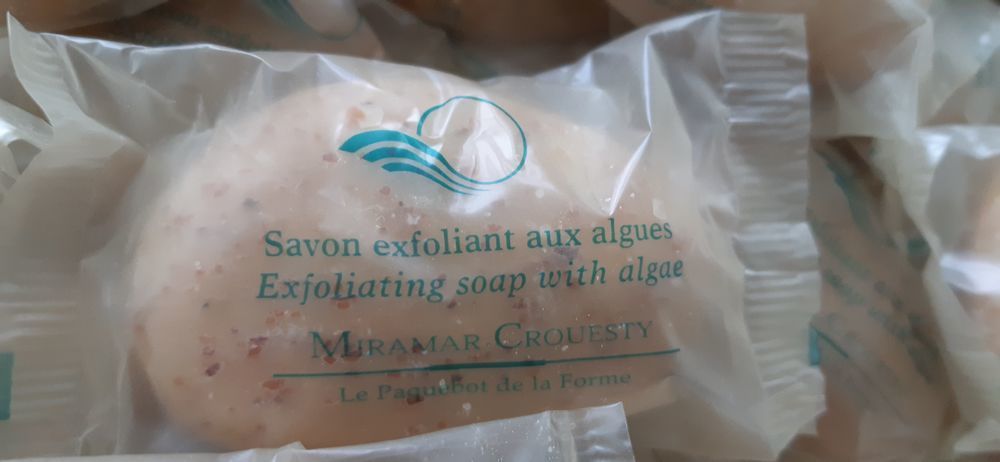 Savon exfoliant aux algues
Exfoliating soap with algae
MIRAMAR CROUESTY
Le Paquebot de la Forme